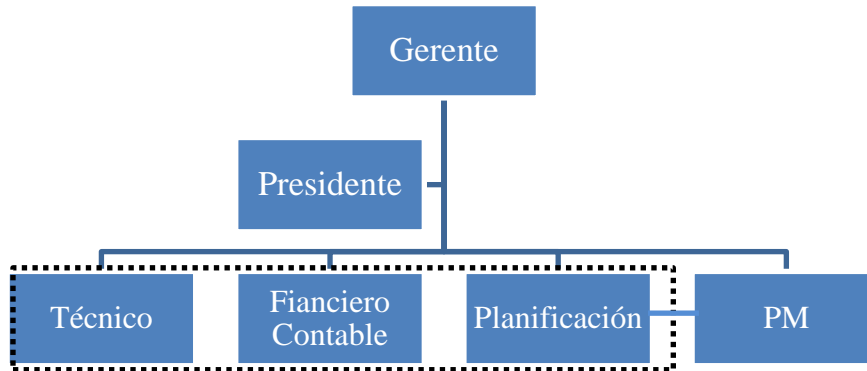 Gerente
Presidente
Técnico
Fianciero
Contable
Planificación
PM